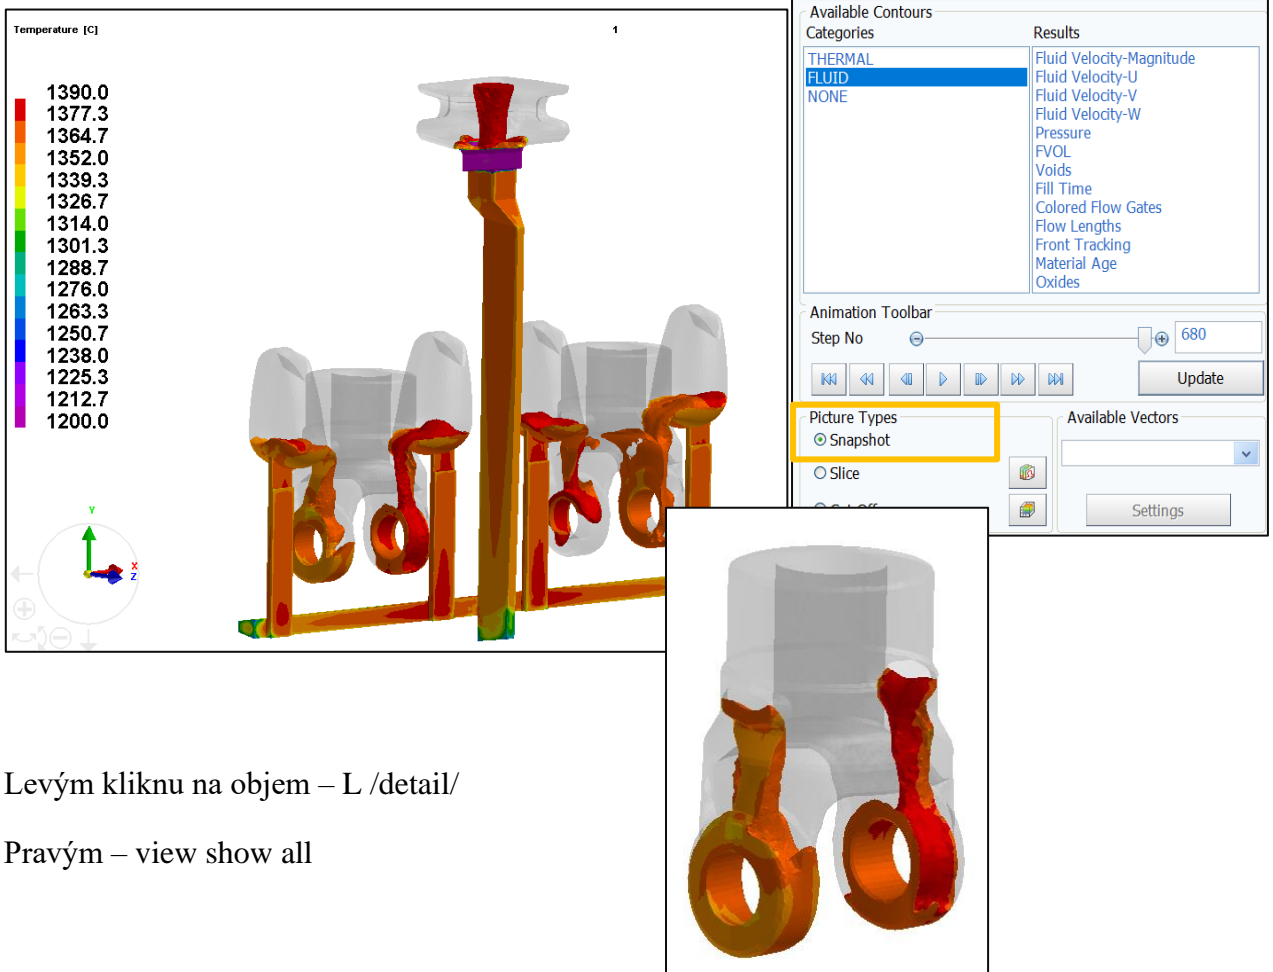 Temperature [C]
1
1390.0
1377.3
1364.7
1352.0
1339.3
1326.7
1314.0
1301.3
1288.7
1276.0
1263.3
1250.7
1238.0
1225.3
1212.7
1200.0
Y
X
Z
Available Contours
Categories
THERMAL
FLUID
NONE
Results
Fluid Velocity-Magnitude
Fluid Velocity-U
Fluid Velocity-V
Fluid Velocity-W
Pressure
FVOL
Voids
Fill Time
Colored Flow Gates
Flow Lengths
Front Tracking
Material Age
Oxides
Animation Toolbar
Step No
680
Update
Picture Types
Snapshot
Slice
Available Vectors
Settings
Levým kliknu na objem – L /detail/
Pravým – view show all